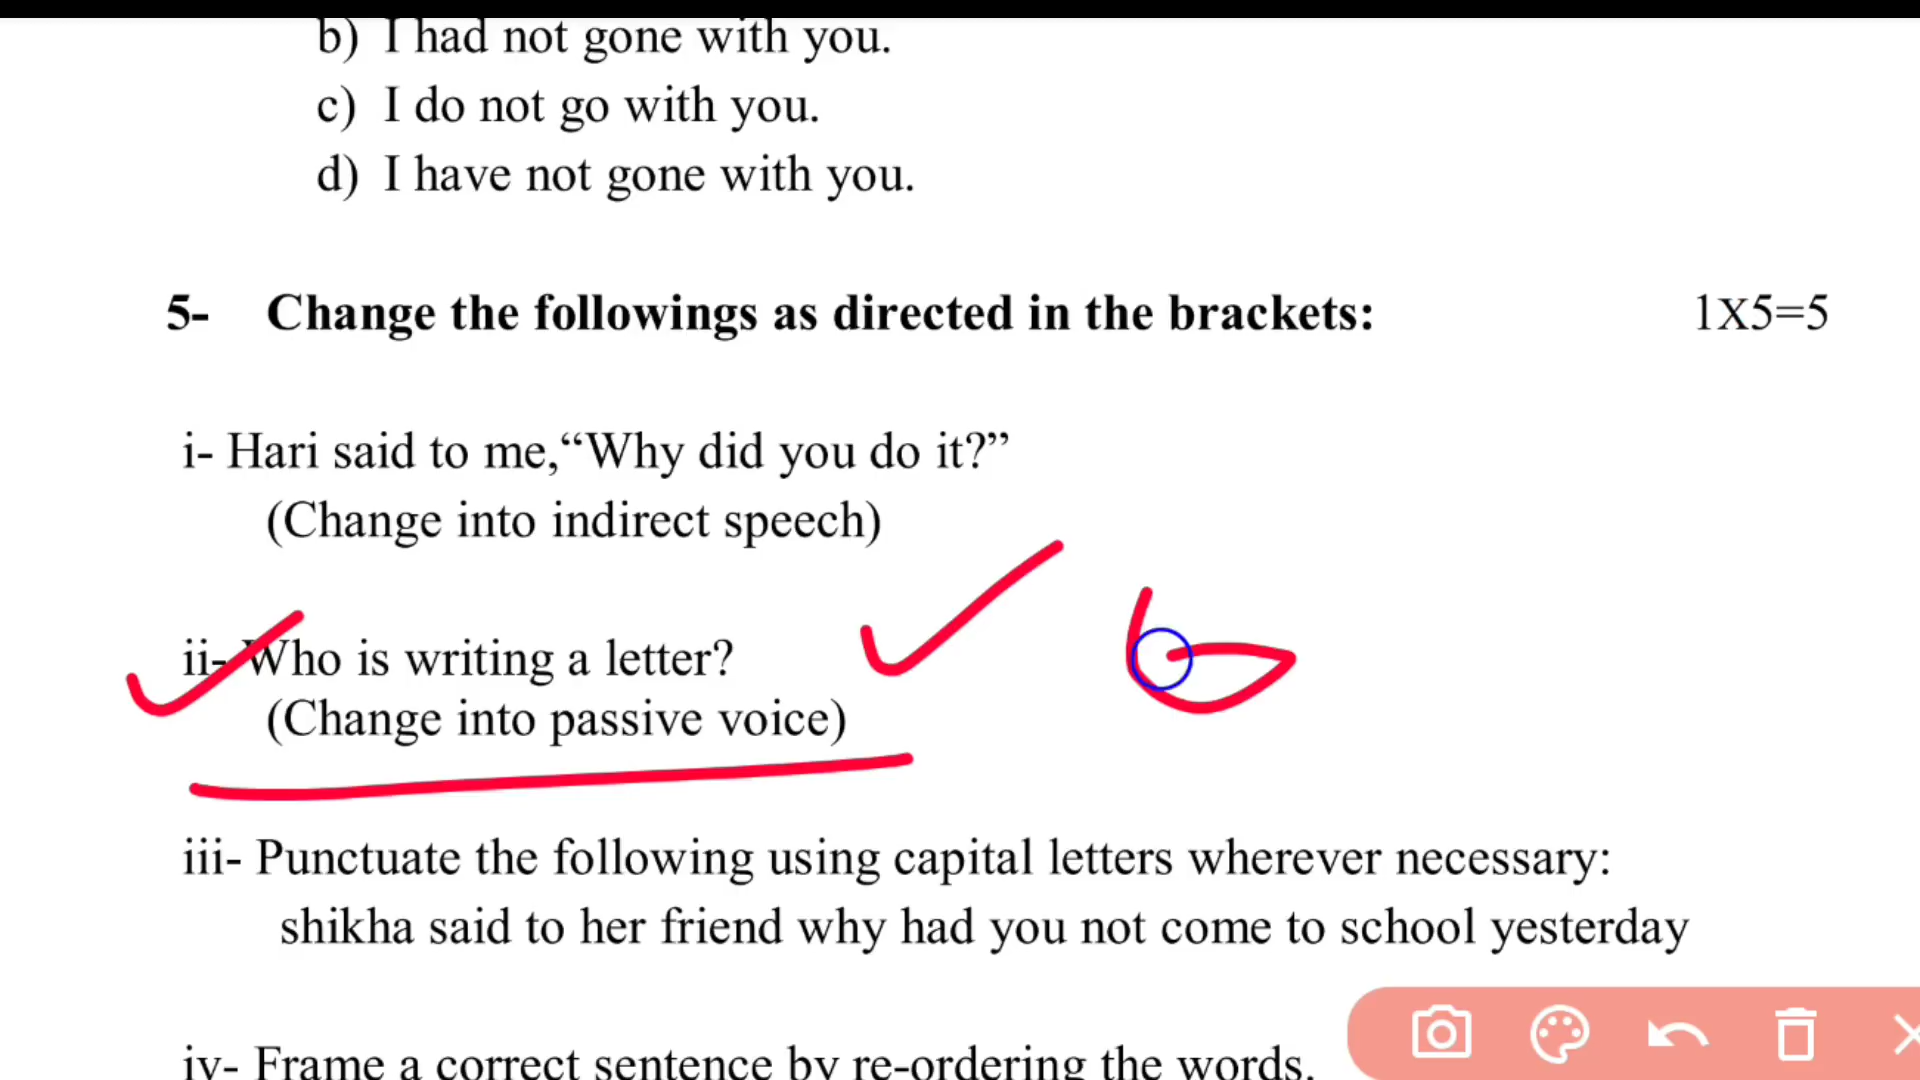 b) I had not gone with you.
c) I do not go with you.
d) I have not gone with you.
5- Change the followings as directed in the brackets: 1X5=5
i- Hari said to me,“Why did you do it?”
(Change into indirect speech)
ii- Who is writing a letter?
(Change into passive voice)
iii- Punctuate the following using capital letters wherever necessary:
shikha said to her friend why had you not come to school yesterday
iv- Frame a correct sentence by re-ordering the words.